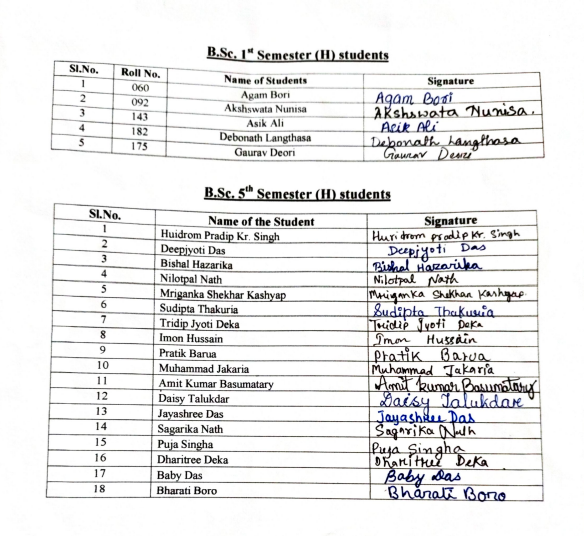 B.Sc. 1st Semester (H) students
Sl.No. Roll No. Name of Students Signature
1 060 Agam Bori Agam Bori
2 092 Akshswata Nunisa Akshswata Nunisa.
3 143 Asik Ali Asik Ali
4 182 Debonath Langthasa Debonath Langthasa
5 175 Gaurav Deori Gaurav Deori
B.Sc. 5th Semester (H) students
Sl.No. Name of the Student Signature
1 Huidrom Pradip Kr. Singh Huridrom pradip Kr. Singh
2 Deepjyoti Das Deepjyoti Das
3 Bishal Hazarika Bishal Hazarika
4 Nilotpal Nath Nilotpal Nath
5 Mriganka Shekhar Kashyap Mriganka Shekhar Kashyap
6 Sudipta Thakuria Sudipta Thakuria
7 Tridip Jyoti Deka Tridip Jyoti Deka
8 Imon Hussain Imon Hussain
9 Pratik Barua Pratik Barua
10 Muhammad Jakaria Muhammad Jakaria
11 Amit Kumar Basumatary Amit Kumar Basumatary
12 Daisy Talukdar Daisy Talukdar
13 Jayashree Das Jayashree Das
14 Sagarika Nath Sagarika Nath
15 Puja Singha Puja Singha
16 Dharitree Deka Dharitree Deka
17 Baby Das Baby Das
18 Bharati Boro Bharati Boro